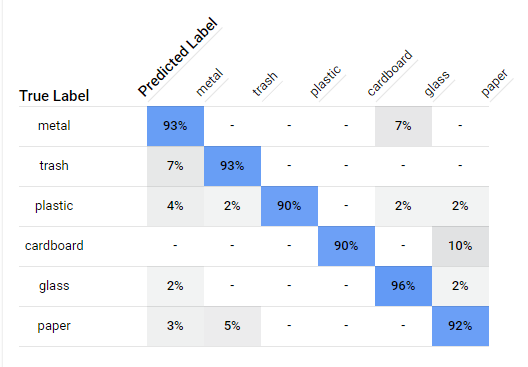 True Label Predicted Label metal trash plastic cardboard glass paper
metal 93% - - - 7% -
trash 7% 93% - - - -
plastic 4% 2% 90% - 2% 2%
cardboard - - - 90% - 10%
glass 2% - - - 96% 2%
paper 3% 5% - - - 92%